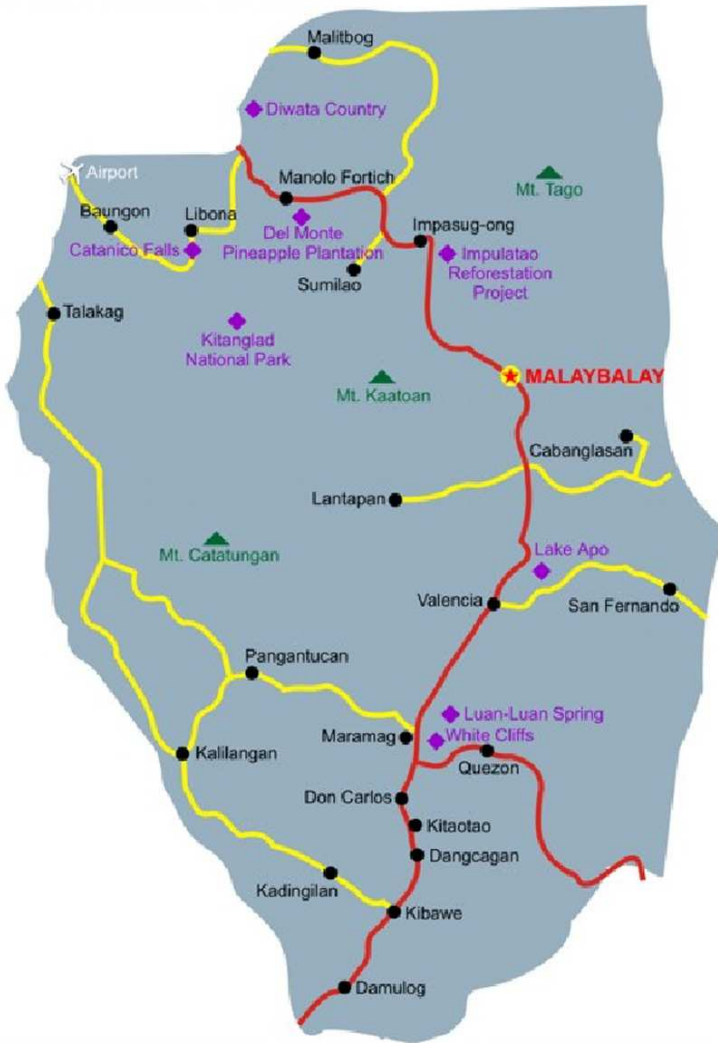 Malitbog
Diwata Country
Airport
Manolo Fortich
Mt. Tago
Baungon
Libona
Impasug-ong
Catanico Falls
Del Monte
Pineapple Plantation
Impulatao
Reforestation
Project
Sumilao
Talakag
Kitanglad
National Park
MALAYBALAY
Mt. Kaatoan
Cabanglasan
Lantapan
Mt. Catatungan
Lake Apo
Valencia
San Fernando
Pangantucan
Luan-Luan Spring
Maramag
White Cliffs
Kalilangan
Quezon
Don Carlos
Kitaotao
Dangcagan
Kadingilan
Kibawe
Damulog